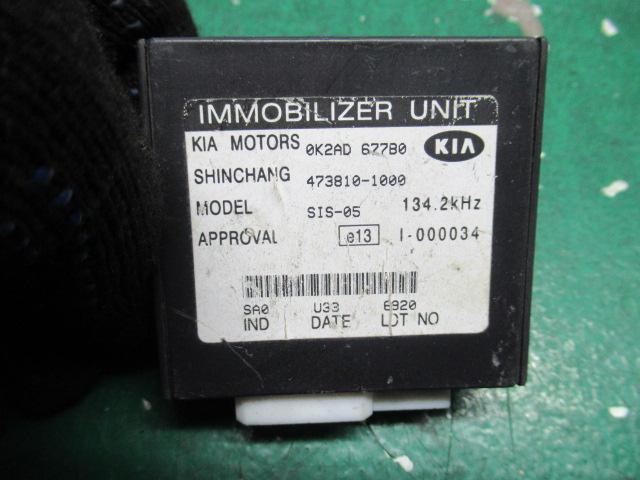 IMMOBILIZER UNIT
KIA MOTORS 0K2AD 677B0 KIA
SHINCHANG 473810-1000
MODEL SIS-05 134.2kHz
APPROVAL e13 I-000034
SA0 U33 6920
IND DATE LOT NO